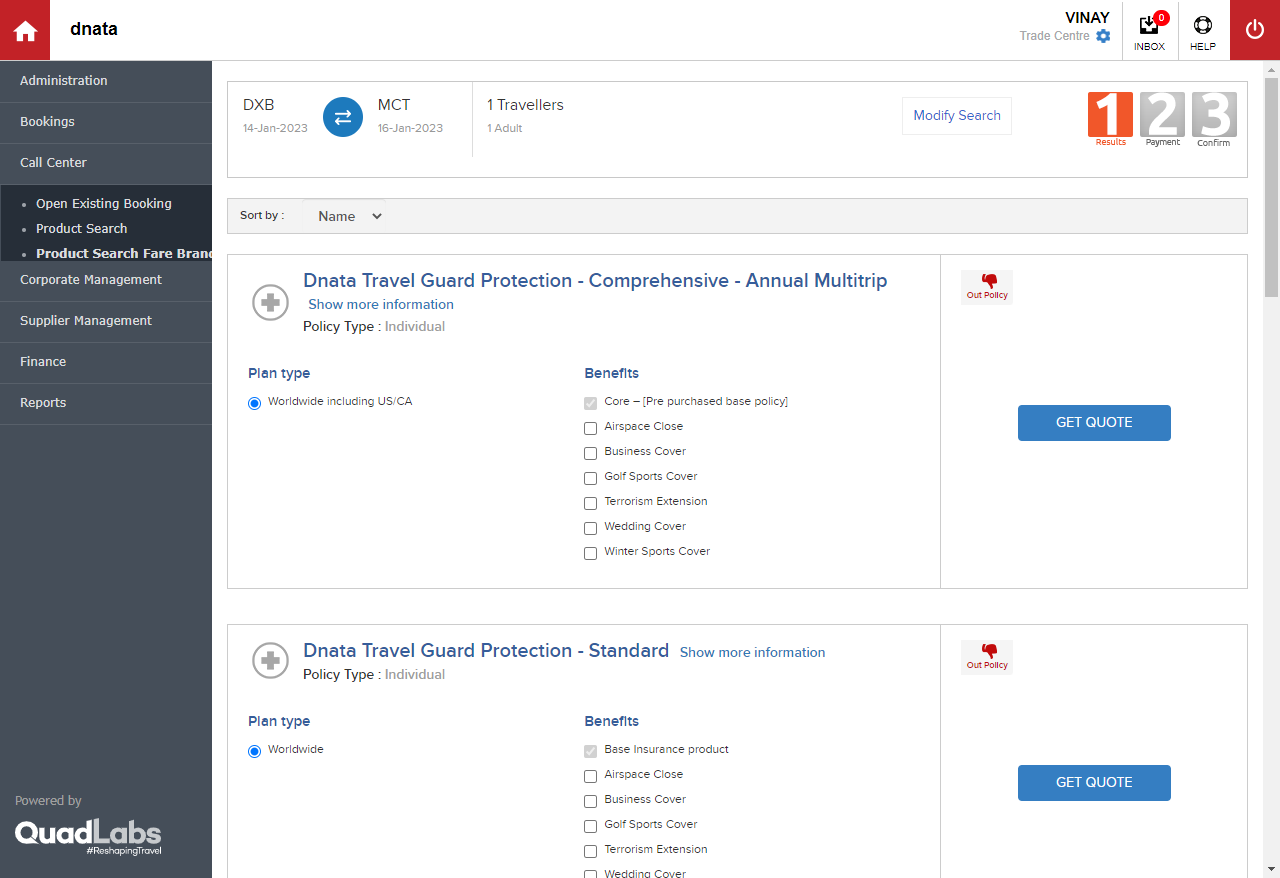 dnata
VINAY
Trade Centre
0
INBOX
HELP
Administration
Bookings
Call Center
Open Existing Booking
Product Search
Product Search Fare Bran
Corporate Management
Supplier Management
Finance
Reports
Powered by
QuadLabs
#ReshapingTravel
DXB
14-Jan-2023
MCT
16-Jan-2023
1 Travellers
1 Adult
Modify Search
1 2 3
Results Payment Confirm
Sort by : Name
Dnata Travel Guard Protection - Comprehensive - Annual Multitrip
Show more information
Policy Type : Individual
Out Policy
Plan type
Worldwide including US/CA
Benefits
Core – [Pre purchased base policy]
Airspace Close
Business Cover
Golf Sports Cover
Terrorism Extension
Wedding Cover
Winter Sports Cover
GET QUOTE
Dnata Travel Guard Protection - Standard Show more information
Policy Type : Individual
Out Policy
Plan type
Worldwide
Benefits
Base Insurance product
Airspace Close
Business Cover
Golf Sports Cover
Terrorism Extension
Wedding Cover
GET QUOTE